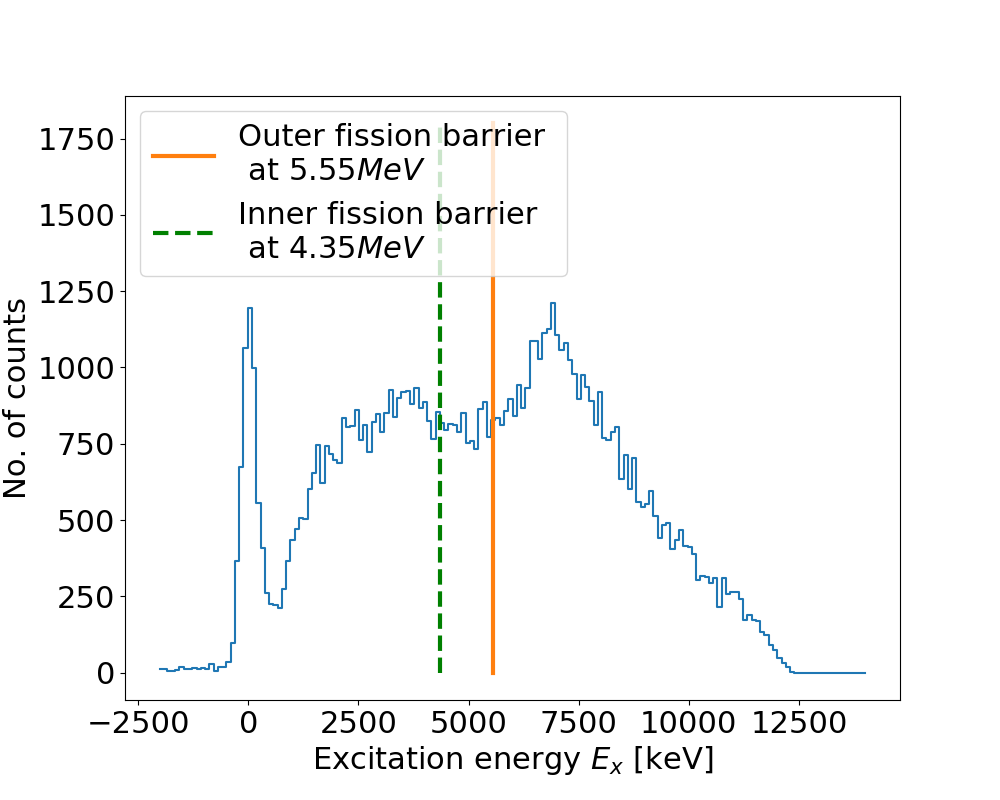 Outer fission barrier
at 5.55MeV
Inner fission barrier
at 4.35MeV
1750
1500
1250
1000
750
500
250
0
No. of counts
−2500 0 2500 5000 7500 10000 12500
Excitation energy Eₓ [keV]